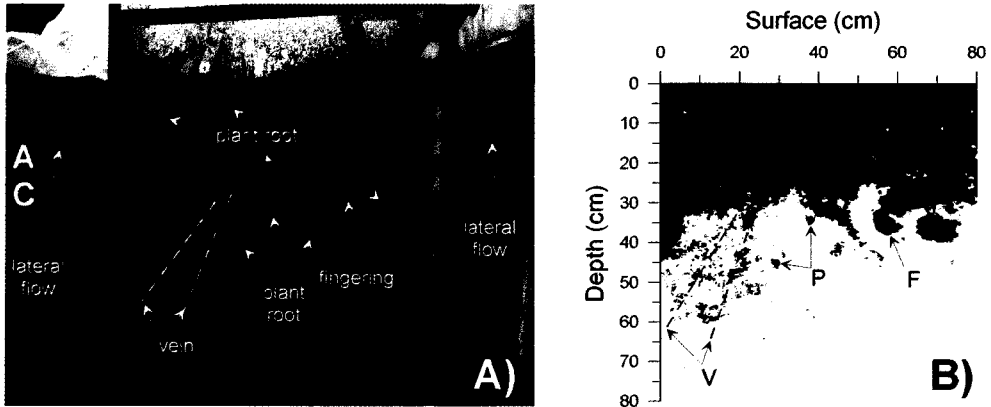 plant root
A
C
lateral
flow
lateral
flow
fingering
plant
root
vein
A)
Surface (cm)
0 20 40 60 80
Depth (cm)
0
10
20
30
40
50
60
70
80
P
F
V
B)